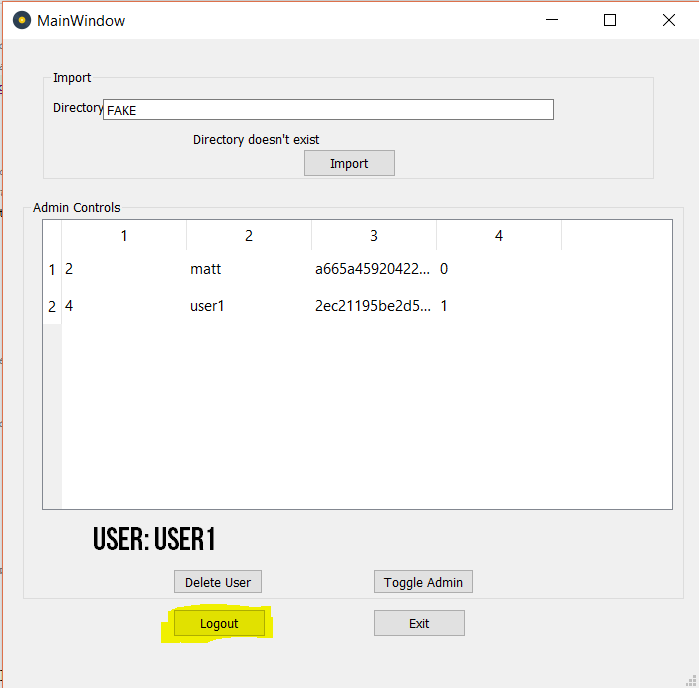 MainWindow
Import
Directory FAKE
Directory doesn't exist
Import
Admin Controls
1 2 3 4
1 2 matt a665a45920422... 0
2 4 user1 2ec21195be2d5... 1
USER: USER1
Delete User Toggle Admin
Logout Exit